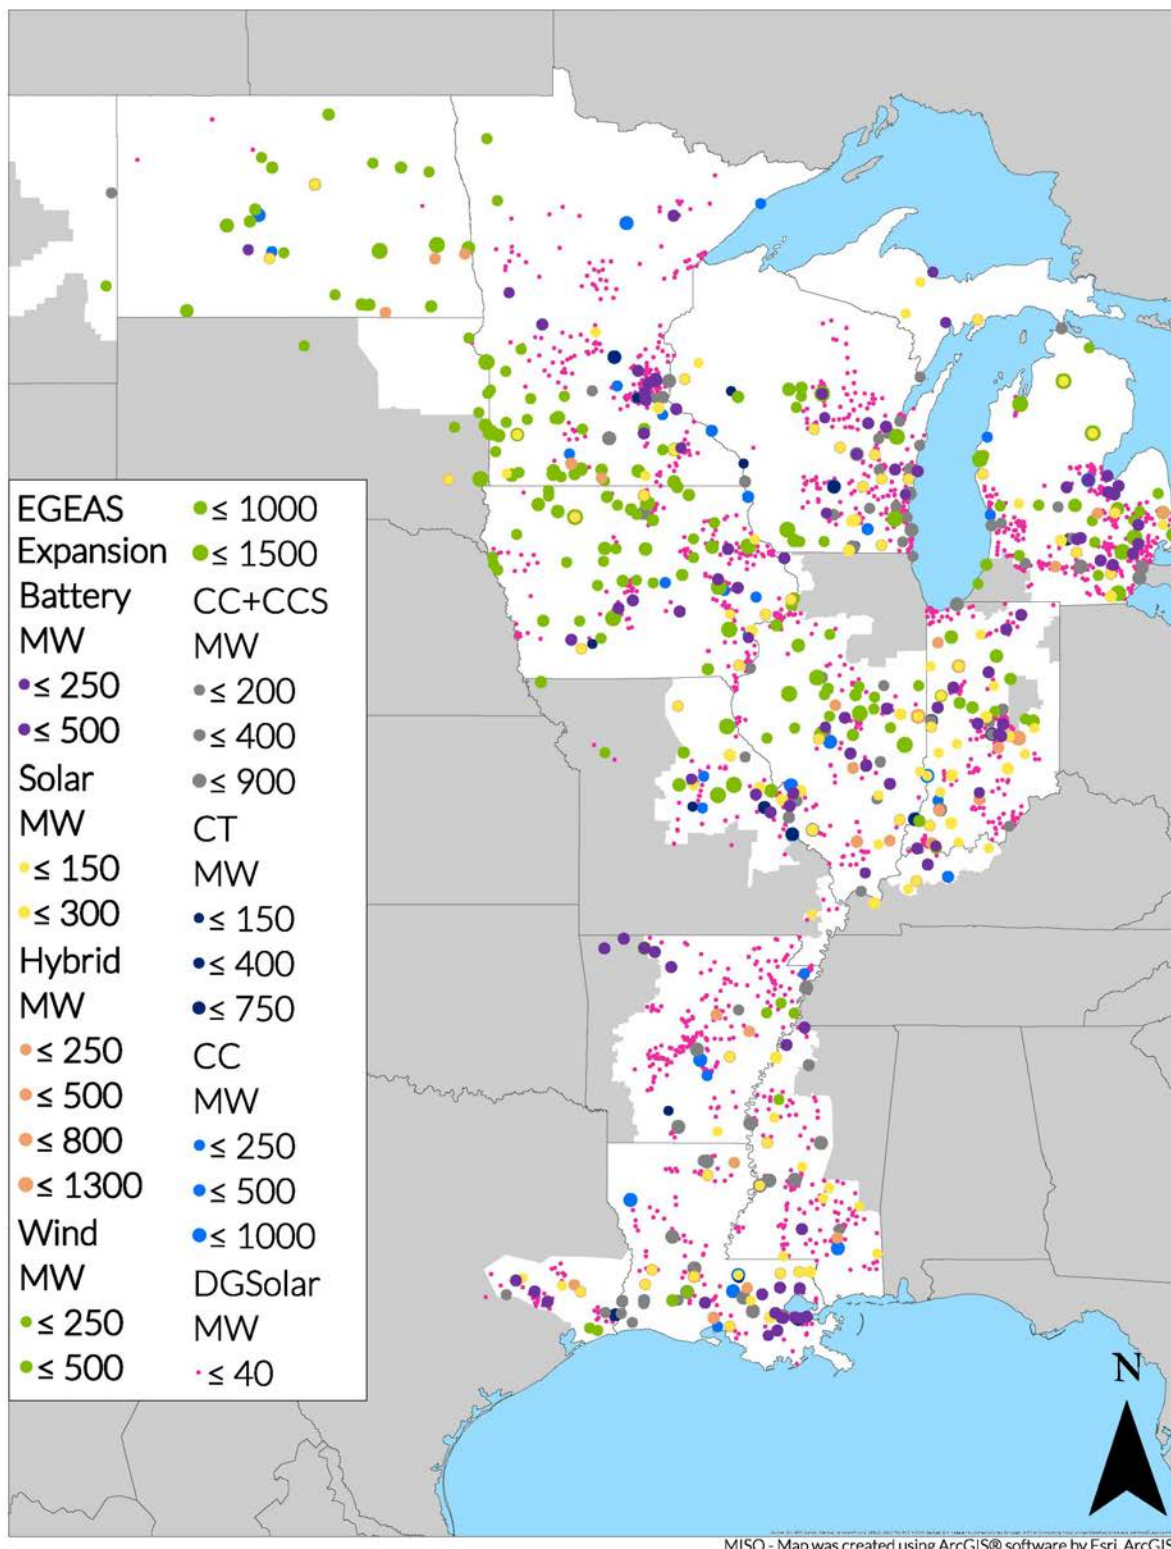 EGEAS
Expansion
Battery
MW
≤ 250
≤ 500
Solar
MW
≤ 150
≤ 300
Hybrid
MW
≤ 250
≤ 500
≤ 800
≤ 1300
Wind
MW
≤ 250
≤ 500
≤ 1000
≤ 1500
CC+CCS
MW
≤ 200
≤ 400
≤ 900
CT
MW
≤ 150
≤ 400
≤ 750
CC
MW
≤ 250
≤ 500
≤ 1000
DGSolar
MW
≤ 40
N
MISO - Map was created using ArcGIS® software by Esri. ArcGIS